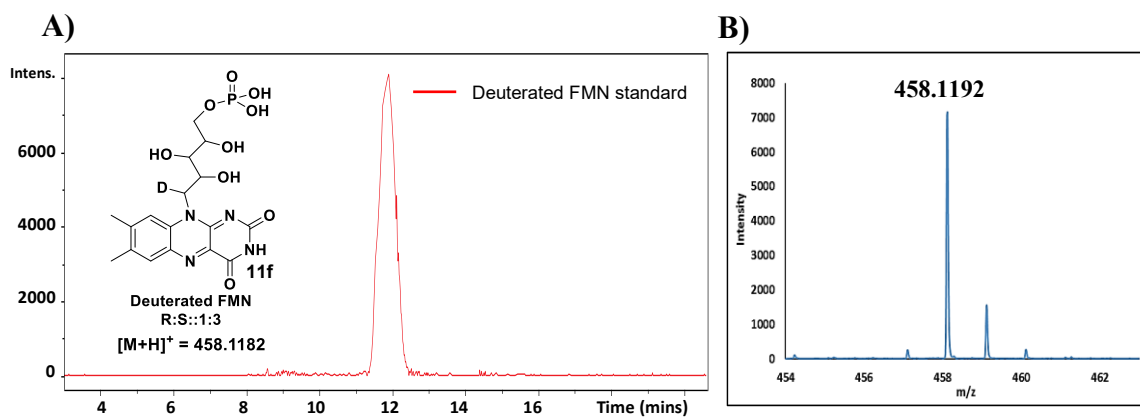 A)
Intens.
6000
4000
2000
0
4 6 8 10 12 14 16 18 Time (mins)
Deuterated FMN standard
O
P
OH
OH
O
OH
HO
OH
D
N
N
O
NH
N
O
11f
Deuterated FMN
R:S::1:3
[M+H]+ = 458.1182
B)
458.1192
8000
7000
6000
5000
4000
3000
2000
1000
0
Intensity
454 456 458 460 462
m/z